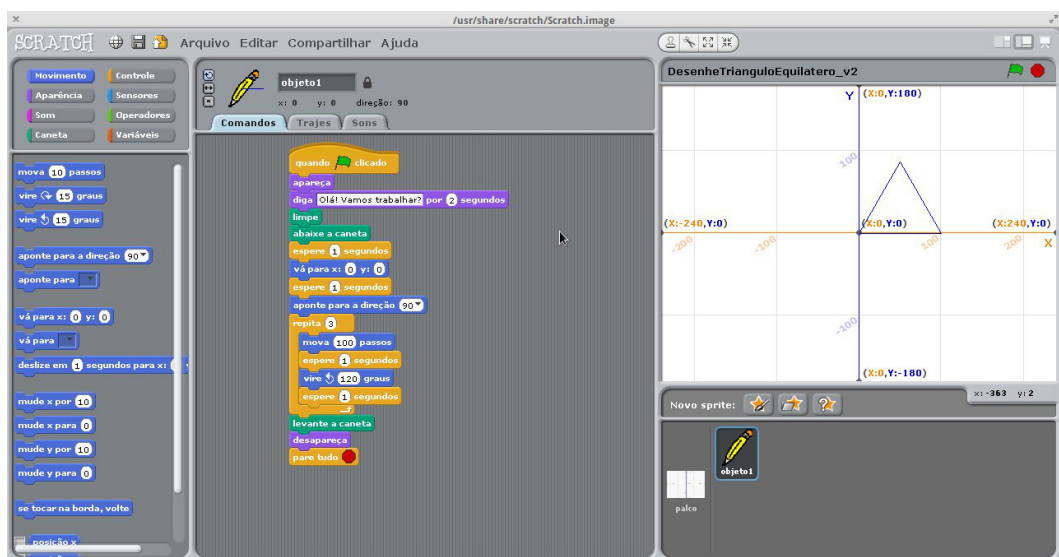 /usr/share/scratch/Scratch.image
SCRATCH Arquivo Editar Compartilhar Ajuda
Movimento Controle
Aparência Sensores
Som Operadores
Caneta Variáveis
mova 10 passos
vire 15 graus
vire 15 graus
aponte para a direção 90
aponte para
vá para x: 0 y: 0
vá para
deslize em 1 segundos para x:
mude x por 10
mude x para 0
mude y por 10
mude y para 0
se tocar na borda, volte
posição x
objeto1
x: 0 y: 0 direção: 90
Comandos Trajes Sons
quando clicado
apareça
diga Olá! Vamos trabalhar? por 2 segundos
limpe
abaixe a caneta
espere 1 segundos
vá para x: 0 y: 0
espere 1 segundos
aponte para a direção 90
repita 3
mova 100 passos
espere 1 segundos
vire 120 graus
espere 1 segundos
levante a caneta
desapareça
pare tudo
DesenheTrianguloEquilatero_v2
Y (X:0,Y:180)
100
(X:-240,Y:0) (X:0,Y:0) (X:240,Y:0)
-200 -100 100 200 X
-100
(X:0,Y:-180)
x: -363 y: 2
Novo sprite:
objeto1
palco